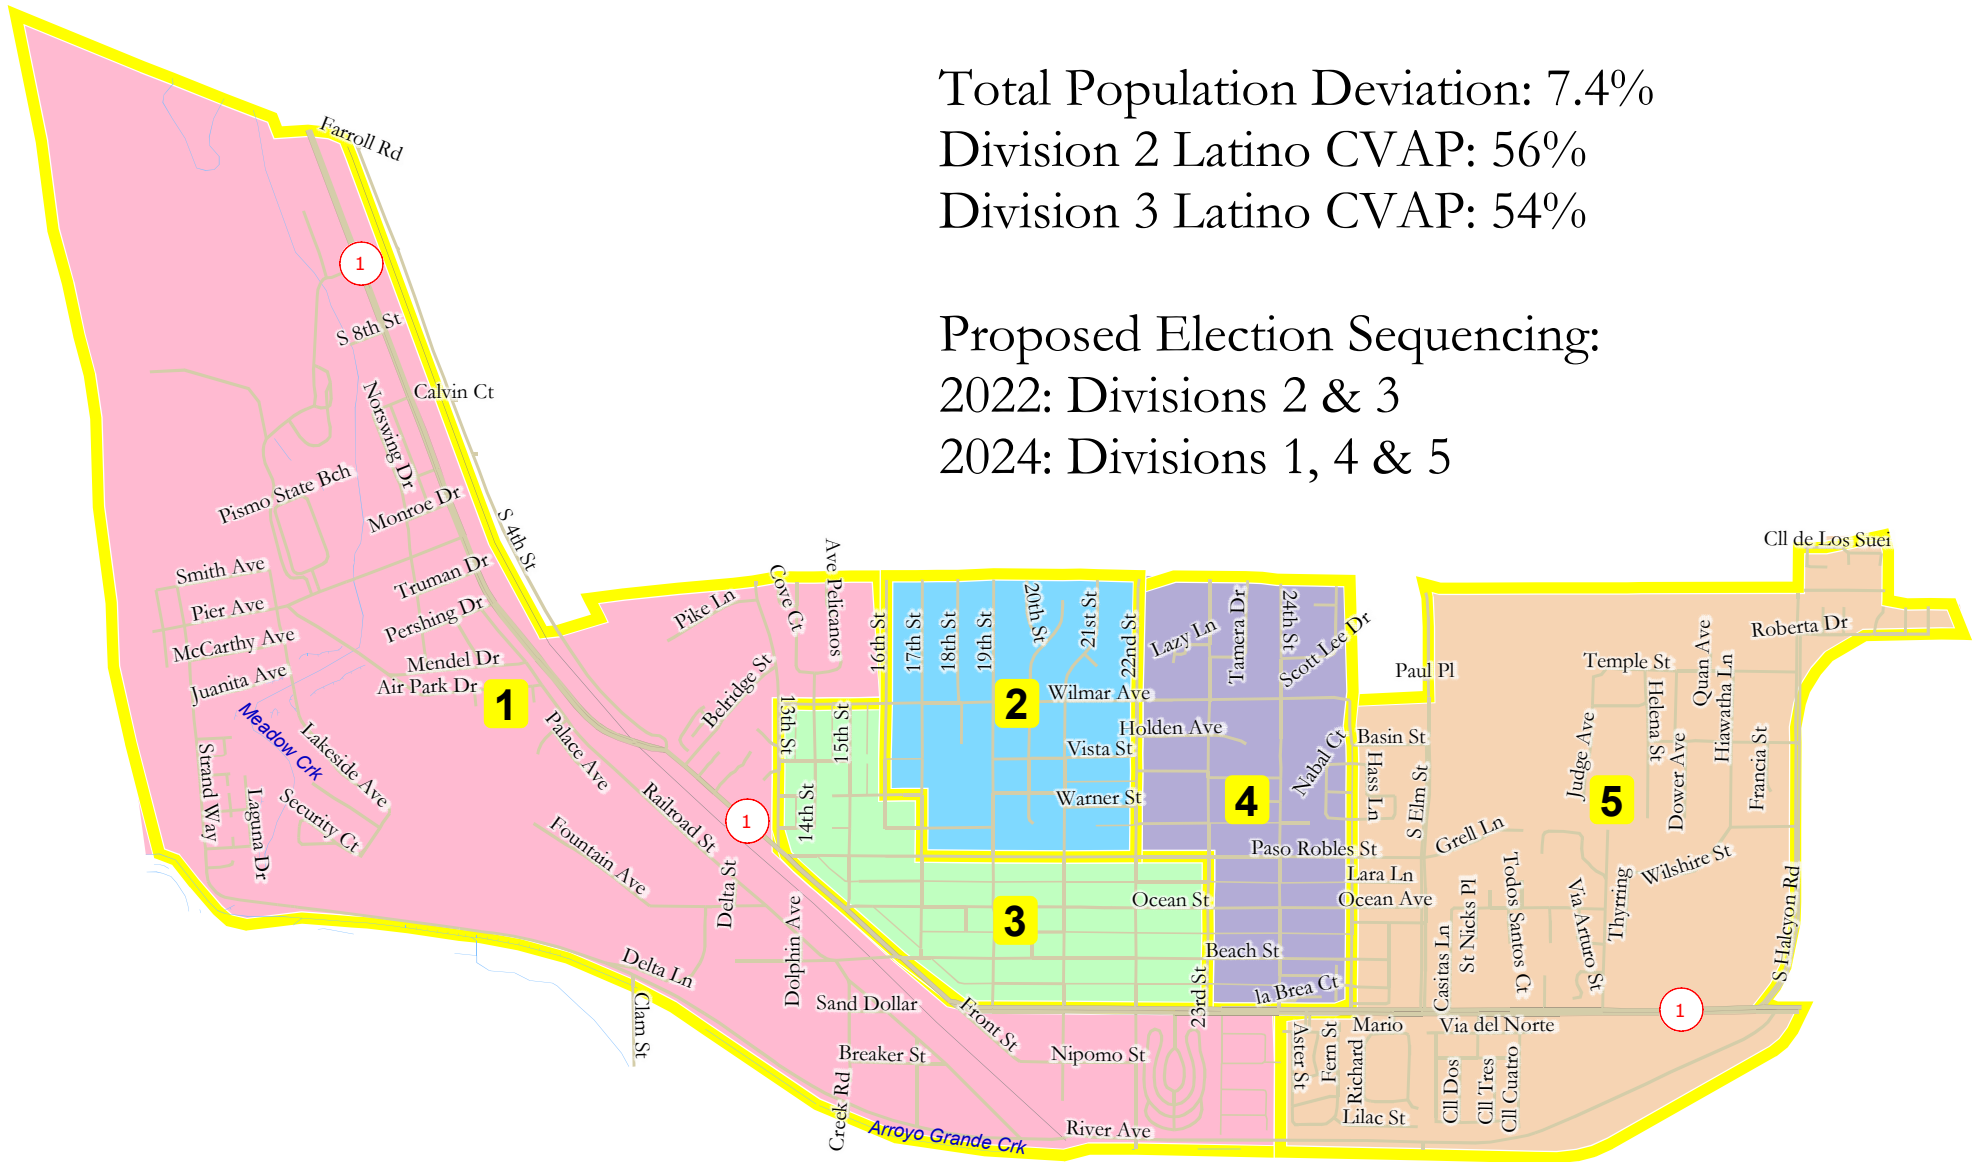 Total Population Deviation: 7.4%
Division 2 Latino CVAP: 56%
Division 3 Latino CVAP: 54%
Proposed Election Sequencing:
2022: Divisions 2 & 3
2024: Divisions 1, 4 & 5
Farroll Rd
1
S 8th St
Calvin Ct
Norswing Dr
Pismo State Bch
Monroe Dr
S 4th St
Smith Ave
Truman Dr
Pier Ave
Pershing Dr
McCarthy Ave
Mendel Dr
Juanita Ave
Air Park Dr
1
Meadow Crk
Lakeside Ave
Palace Ave
Strand Way
Laguna Dr
Security Ct
Railroad St
1
Fountain Ave
Delta St
Dolphin Ave
Delta Ln
Clam St
Sand Dollar
Front St
Breaker St
Nipomo St
Creek Rd
Arroyo Grande Crk
River Ave
Pike Ln
Cove Ct
Ave Pelicanos
Belridge St
13th St
14th St
15th St
16th St
17th St
18th St
19th St
20th St
21st St
22nd St
2
Wilmar Ave
Holden Ave
Vista St
Warner St
3
Ocean St
Beach St
23rd St
la Brea Ct
Lazy Ln
Tamera Dr
24th St
Scott Lee Dr
Nabal Ct
4
Paso Robles St
Lara Ln
Ocean Ave
Paul Pl
Basin St
Hass Ln
S Elm St
Grell Ln
Cll de Los Suei
Roberta Dr
Temple St
Quan Ave
Helena St
Hiawatha Ln
Judge Ave
Dower Ave
Francia St
5
Wilshire St
Thyrring
Via Arturo St
Todos Santos Ct
St Nicks Pl
Casitas Ln
S Halcyon Rd
1
Aster St
Fern St
Richard
Mario
Via del Norte
Cll Dos
Cll Tres
Cll Cuatro
Lilac St